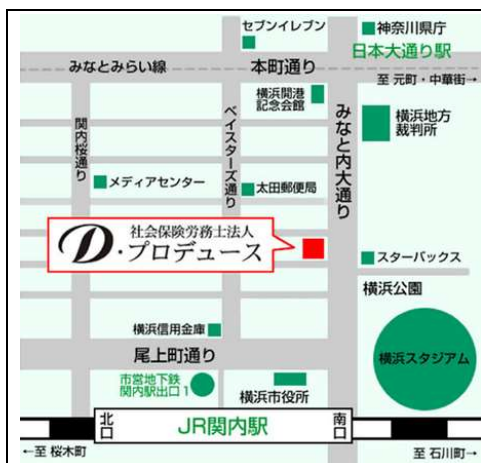 セブンイレブン
神奈川県庁
日本大通り駅
みなとみらい線
本町通り
至 元町・中華街→
横浜開港
記念会館
横浜地方
裁判所
関内桜通り
ベイスターズ通り
みなと内大通り
メディアセンター
太田郵便局
社会保険労務士法人
D・プロデュース
スターバックス
横浜公園
横浜信用金庫
尾上町通り
横浜スタジアム
市営地下鉄
関内駅出口1
横浜市役所
北口
JR関内駅
南口
←至 桜木町
至 石川町→